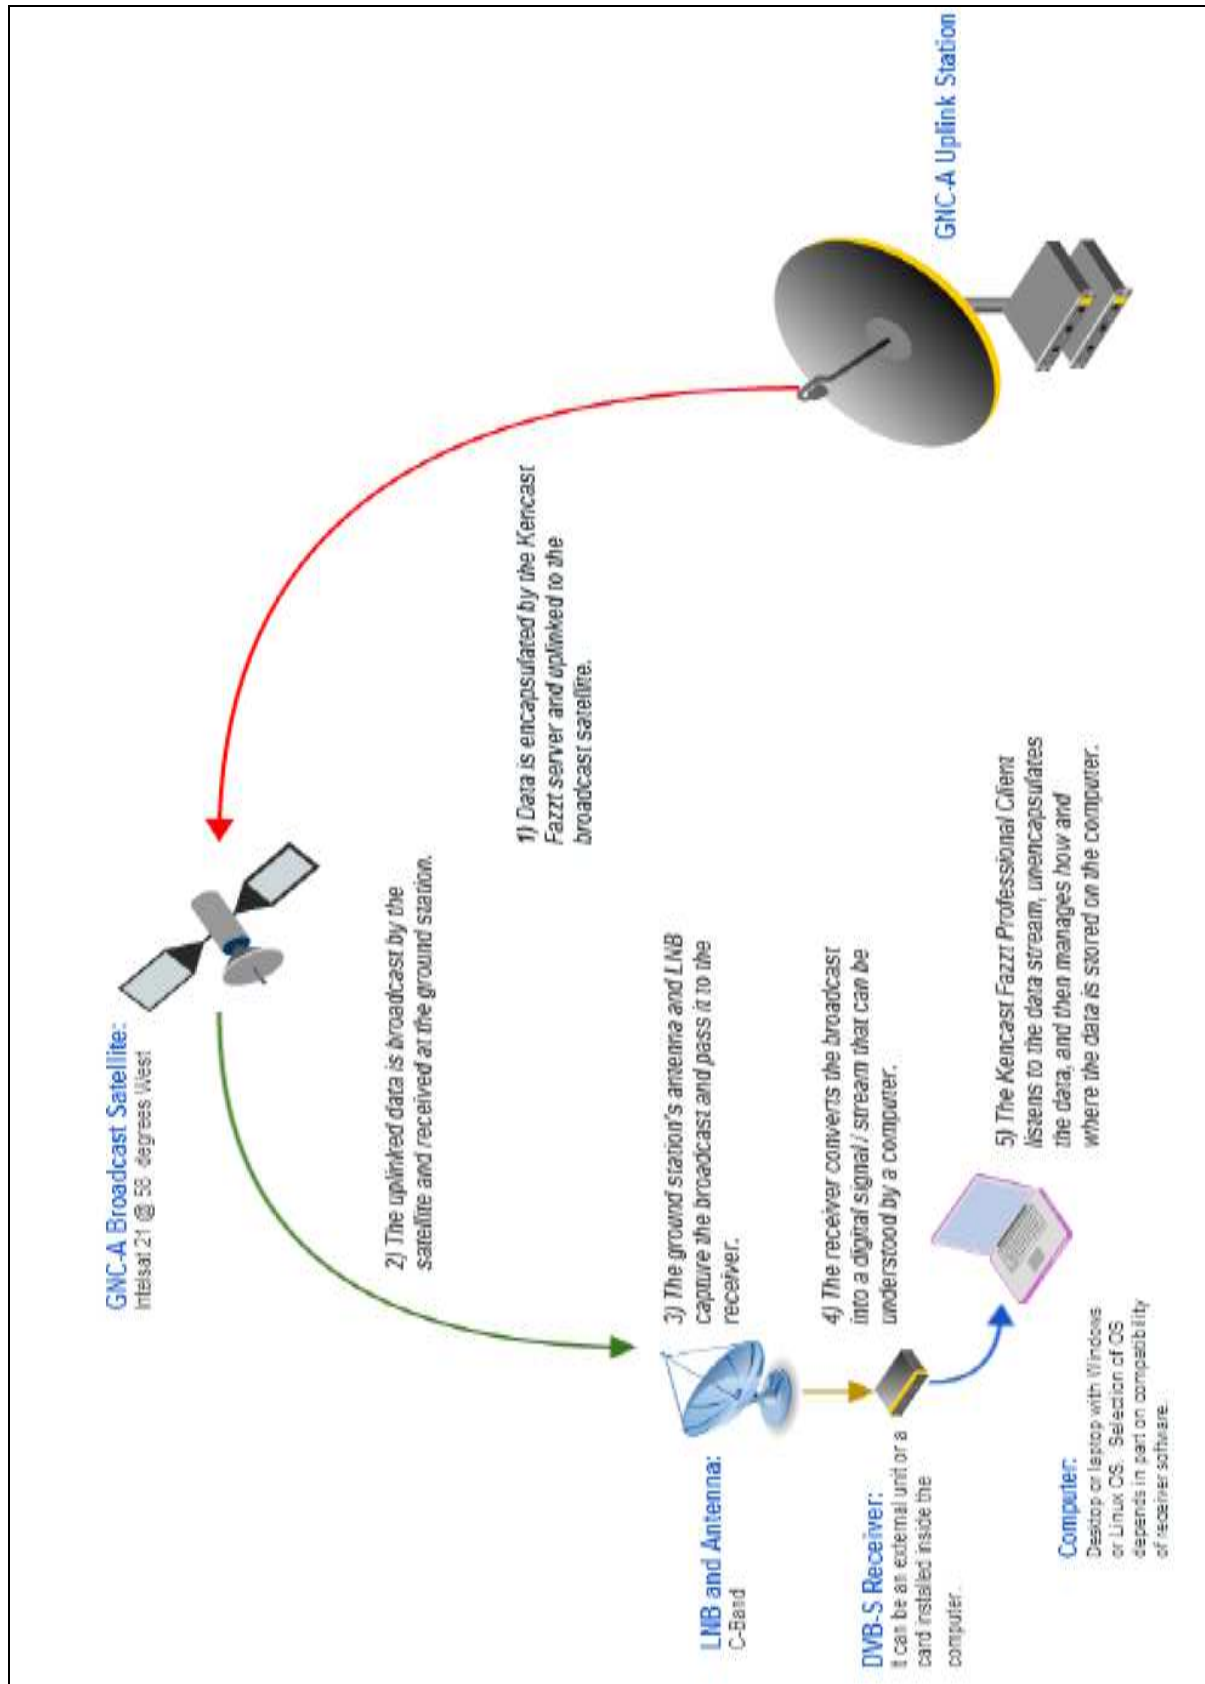 GNC-A Broadcast Satellite:
Intelsat 21 @ 58 degrees West
2) The uplinked data is broadcast by the
satellite and received at the ground station.
1) Data is encapsulated by the Kencast
Fazzt server and uplinked to the
broadcast satellite.
GNC-A Uplink Station
LNB and Antenna:
C-Band
3) The ground station's antenna and LNB
capture the broadcast and pass it to the
receiver.
DVB-S Receiver:
It can be an external unit or a
card installed inside the
computer.
4) The receiver converts the broadcast
into a digital signal / stream that can be
understood by a computer.
Computer:
Desktop or laptop with Windows
or Linux OS. Selection of OS
depends in part on compatibility
of receiver software.
5) The Kencast Fazzt Professional Client
listens to the data stream, unencapsulates
the data, and then manages how and
where the data is stored on the computer.